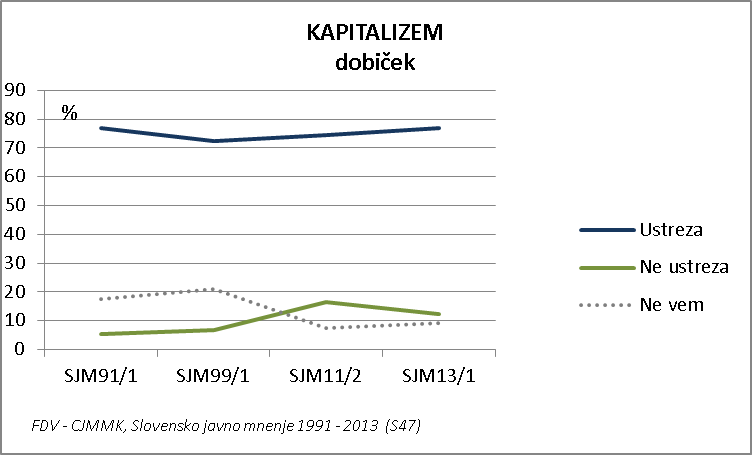 KAPITALIZEM
dobiček
%
90
80
70
60
50
40
30
20
10
0
SJM91/1 SJM99/1 SJM11/2 SJM13/1
Ustreza
Ne ustreza
Ne vem
FDV - CJMMK, Slovensko javno mnenje 1991 - 2013 (S47)